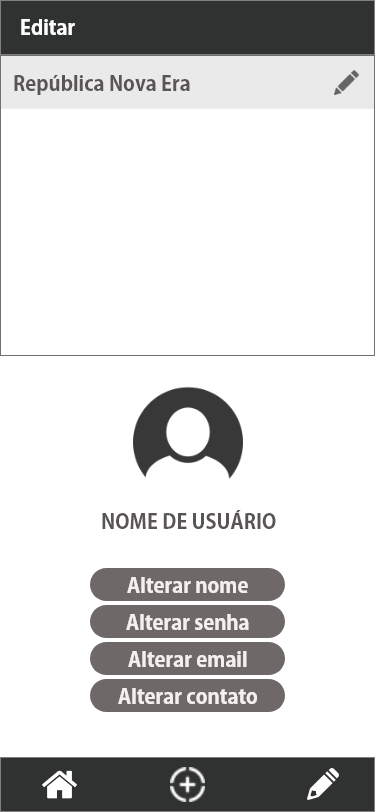 Editar
República Nova Era
NOME DE USUÁRIO
Alterar nome
Alterar senha
Alterar email
Alterar contato